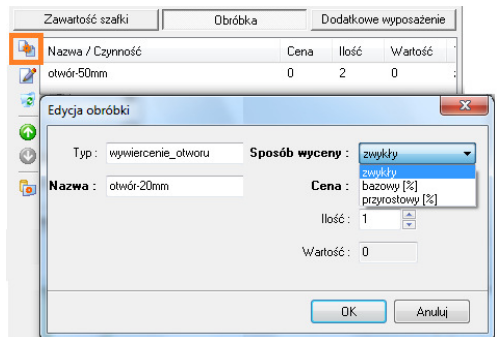 Zawartość szafki Obróbka Dodatkowe wyposażenie
Nazwa / Czynność Cena Ilość Wartość
otwór-50mm 0 2 0
Edycja obróbki
Typ : wywiercenie_otworu Sposób wyceny : zwykły
zwykły
Nazwa : otwór-20mm Cena : bazowy [%]
przyrostowy [%]
Ilość : 1
Wartość : 0
OK Anuluj